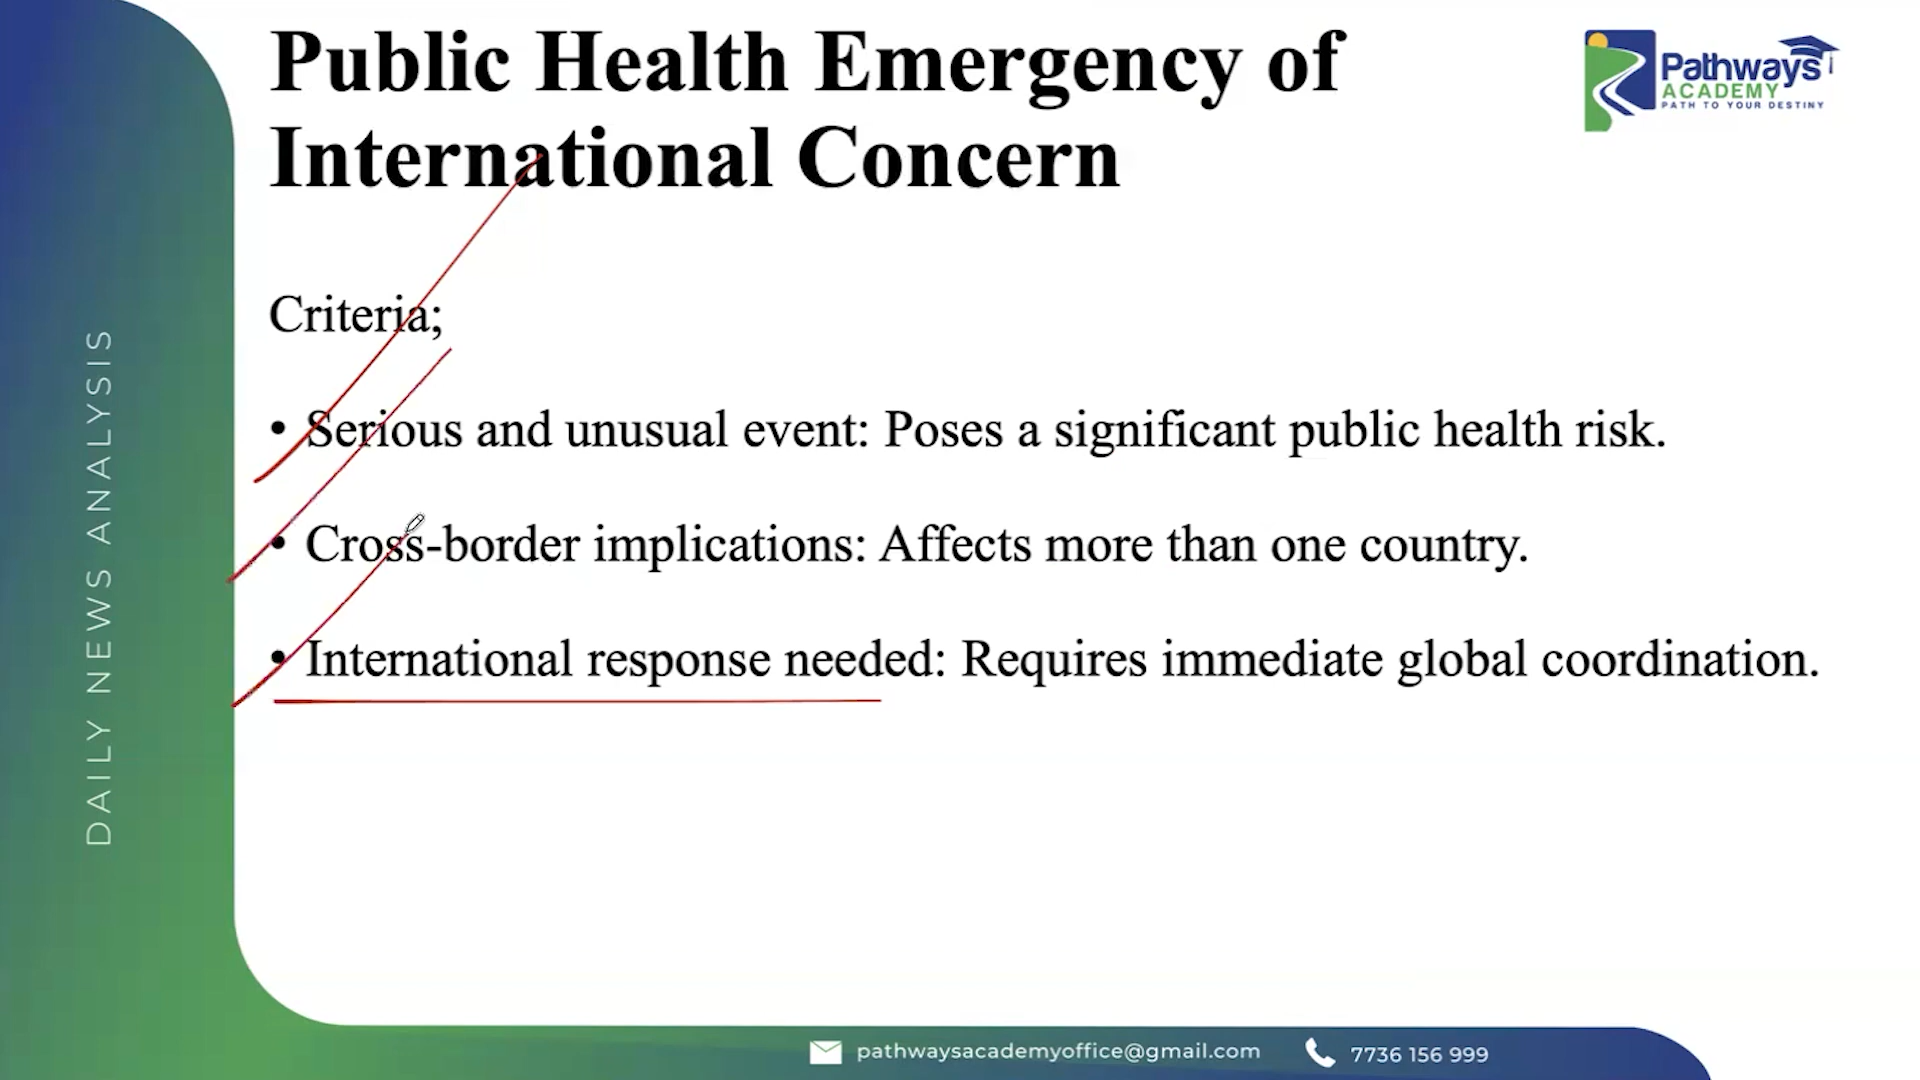 Public Health Emergency of
International Concern
Pathways
ACADEMY
PATH TO YOUR DESTINY
Criteria;
• Serious and unusual event: Poses a significant public health risk.
• Cross-border implications: Affects more than one country.
• International response needed: Requires immediate global coordination.
DAILY NEWS ANALYSIS
pathwaysacademyoffice@gmail.com
7736 156 999